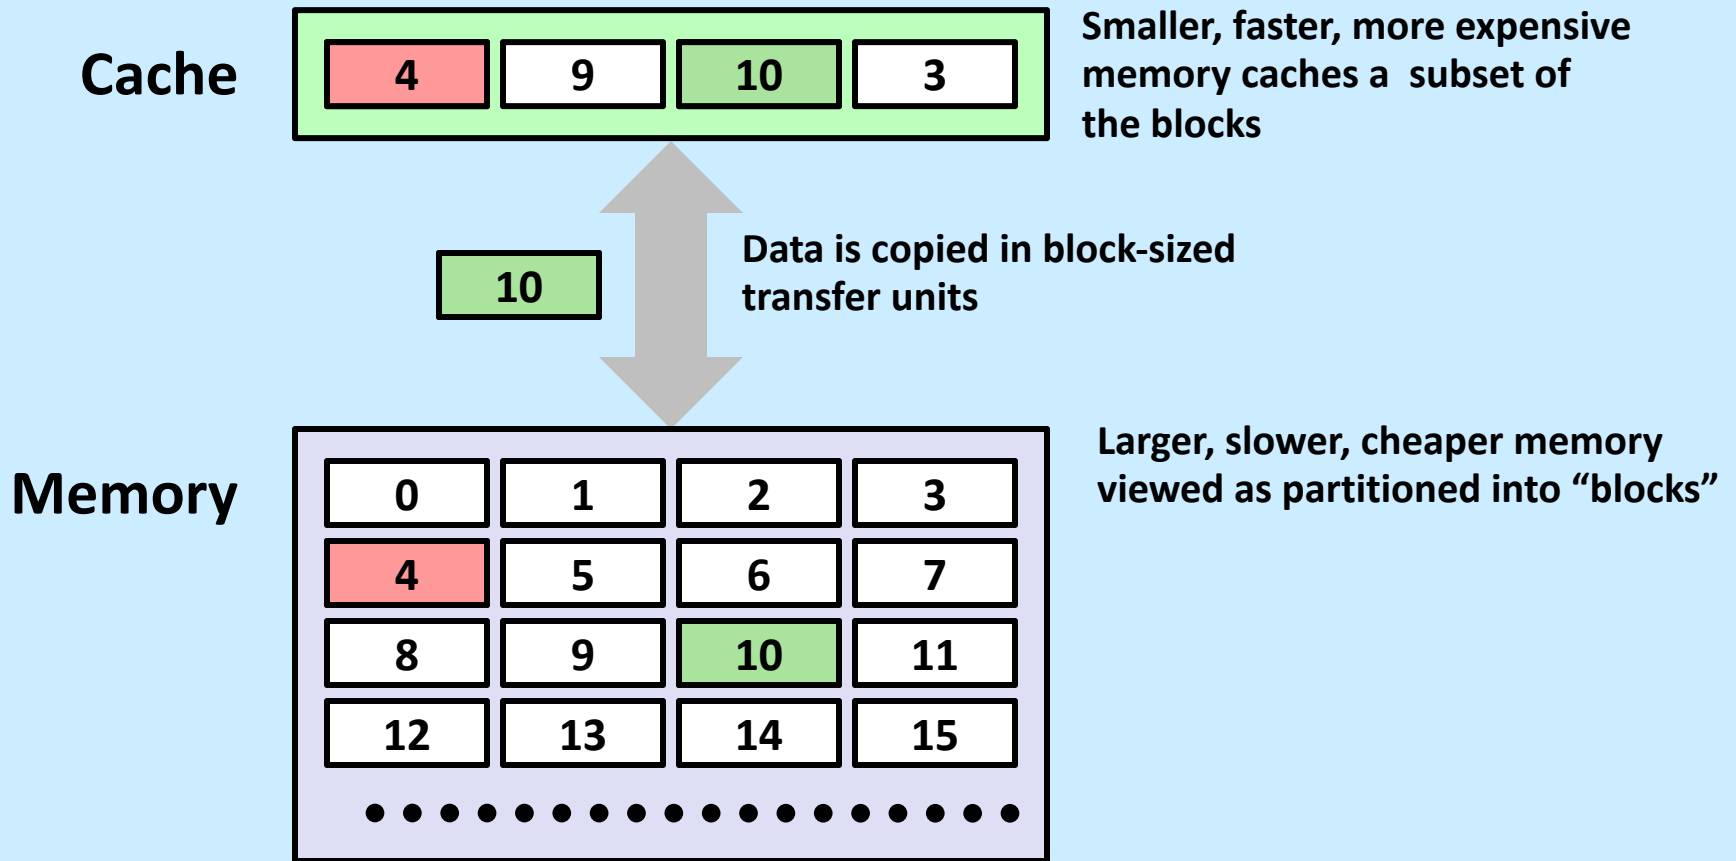 Cache
4 9 10 3
Smaller, faster, more expensive
memory caches a  subset of
the blocks
10
Data is copied in block-sized
transfer units
Memory
0 1 2 3
4 5 6 7
8 9 10 11
12 13 14 15
Larger, slower, cheaper memory
viewed as partitioned into “blocks”